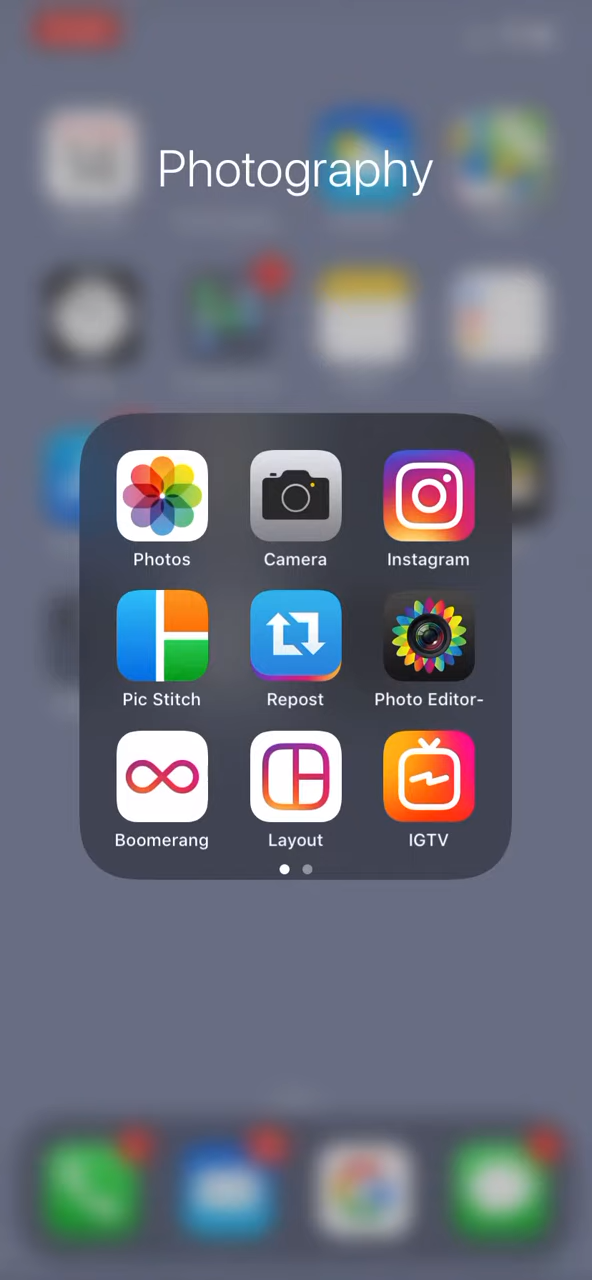 Photography
Photos Camera Instagram
Pic Stitch Repost Photo Editor-
Boomerang Layout IGTV